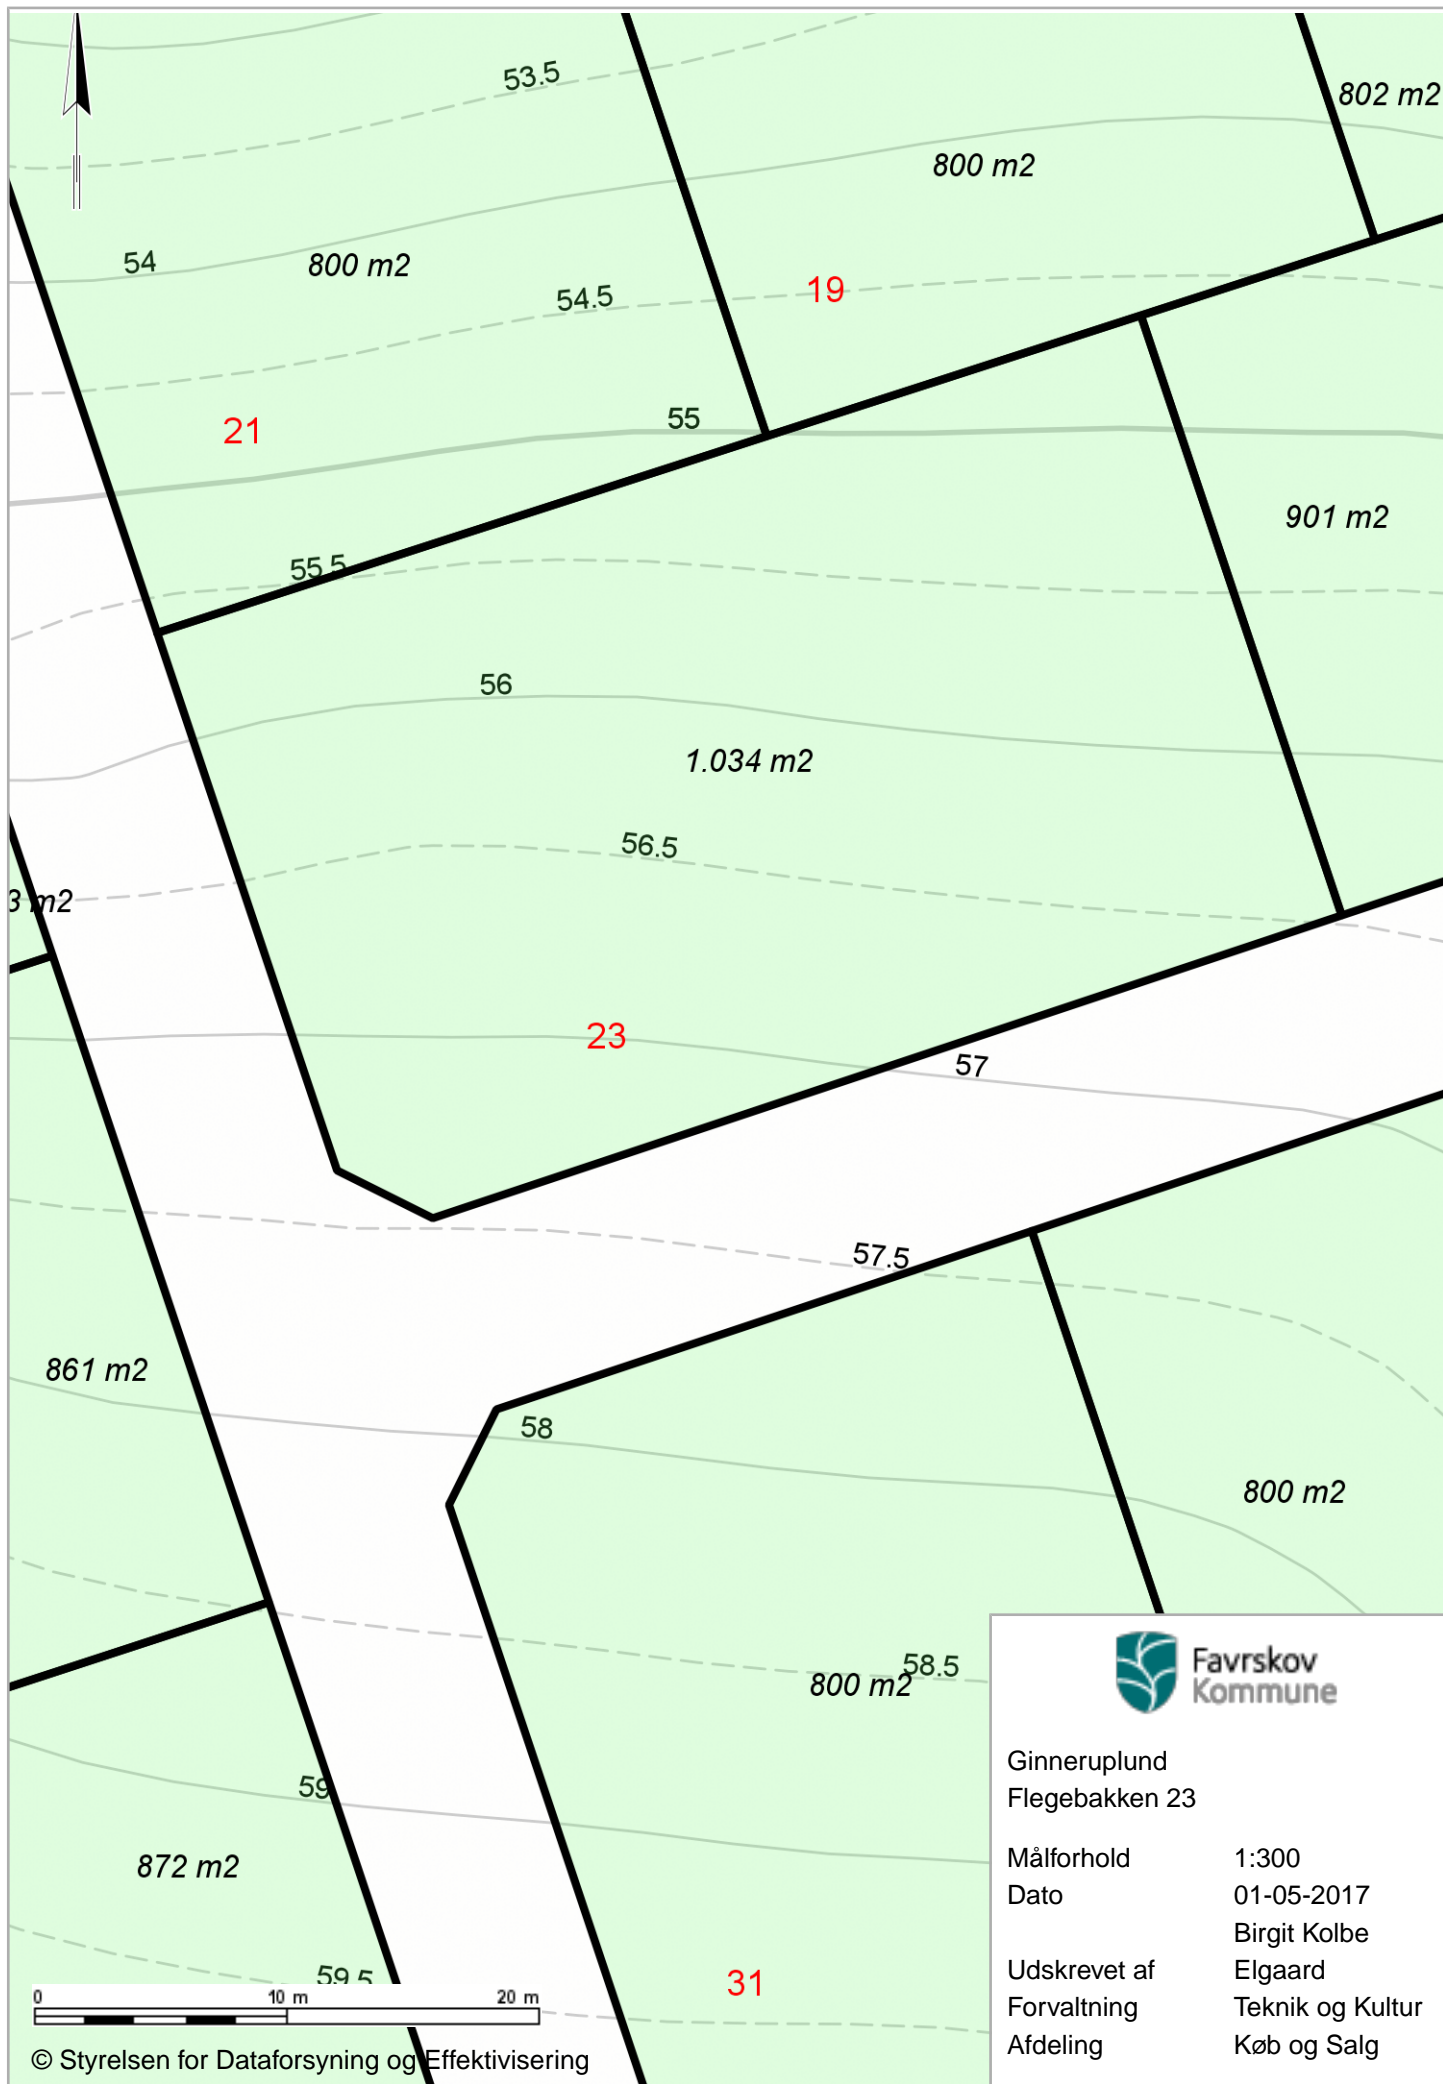 53.5
802 m2
800 m2
54
800 m2
54.5
19
55
21
901 m2
55.5
56
1.034 m2
56.5
3 m2
23
57
57.5
861 m2
58
800 m2
58.5
800 m2
59
872 m2
59.5
31
0 10 m 20 m
© Styrelsen for Dataforsyning og Effektivisering
Favrskov
Kommune
Ginneruplund
Flegebakken 23
Målforhold 1:300
Dato 01-05-2017
Birgit Kolbe
Udskrevet af Elgaard
Forvaltning Teknik og Kultur
Afdeling Køb og Salg